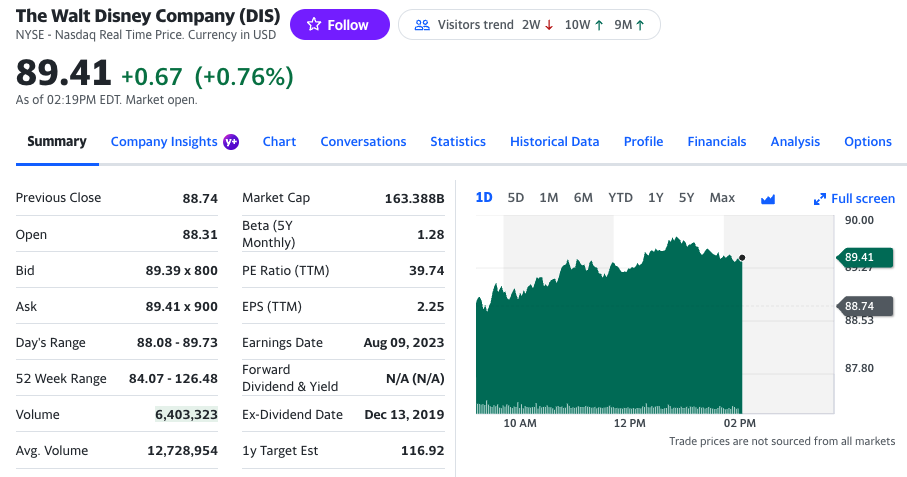 The Walt Disney Company (DIS)
NYSE - Nasdaq Real Time Price. Currency in USD
Follow
Visitors trend 2W ↓ 10W ↑ 9M ↑
89.41 +0.67 (+0.76%)
As of 02:19PM EDT. Market open.
Summary Company Insights Y+ Chart Conversations Statistics Historical Data Profile Financials Analysis Options
Previous Close 88.74
Open 88.31
Bid 89.39 x 800
Ask 89.41 x 900
Day's Range 88.08 - 89.73
52 Week Range 84.07 - 126.48
Volume 6,403,323
Avg. Volume 12,728,954
Market Cap 163.388B
Beta (5Y
Monthly) 1.28
PE Ratio (TTM) 39.74
EPS (TTM) 2.25
Earnings Date Aug 09, 2023
Forward
Dividend & Yield N/A (N/A)
Ex-Dividend Date Dec 13, 2019
1y Target Est 116.92
1D 5D 1M 6M YTD 1Y 5Y Max Full screen
90.00
89.41
89.27
88.74
88.53
87.80
10 AM 12 PM 02 PM
Trade prices are not sourced from all markets